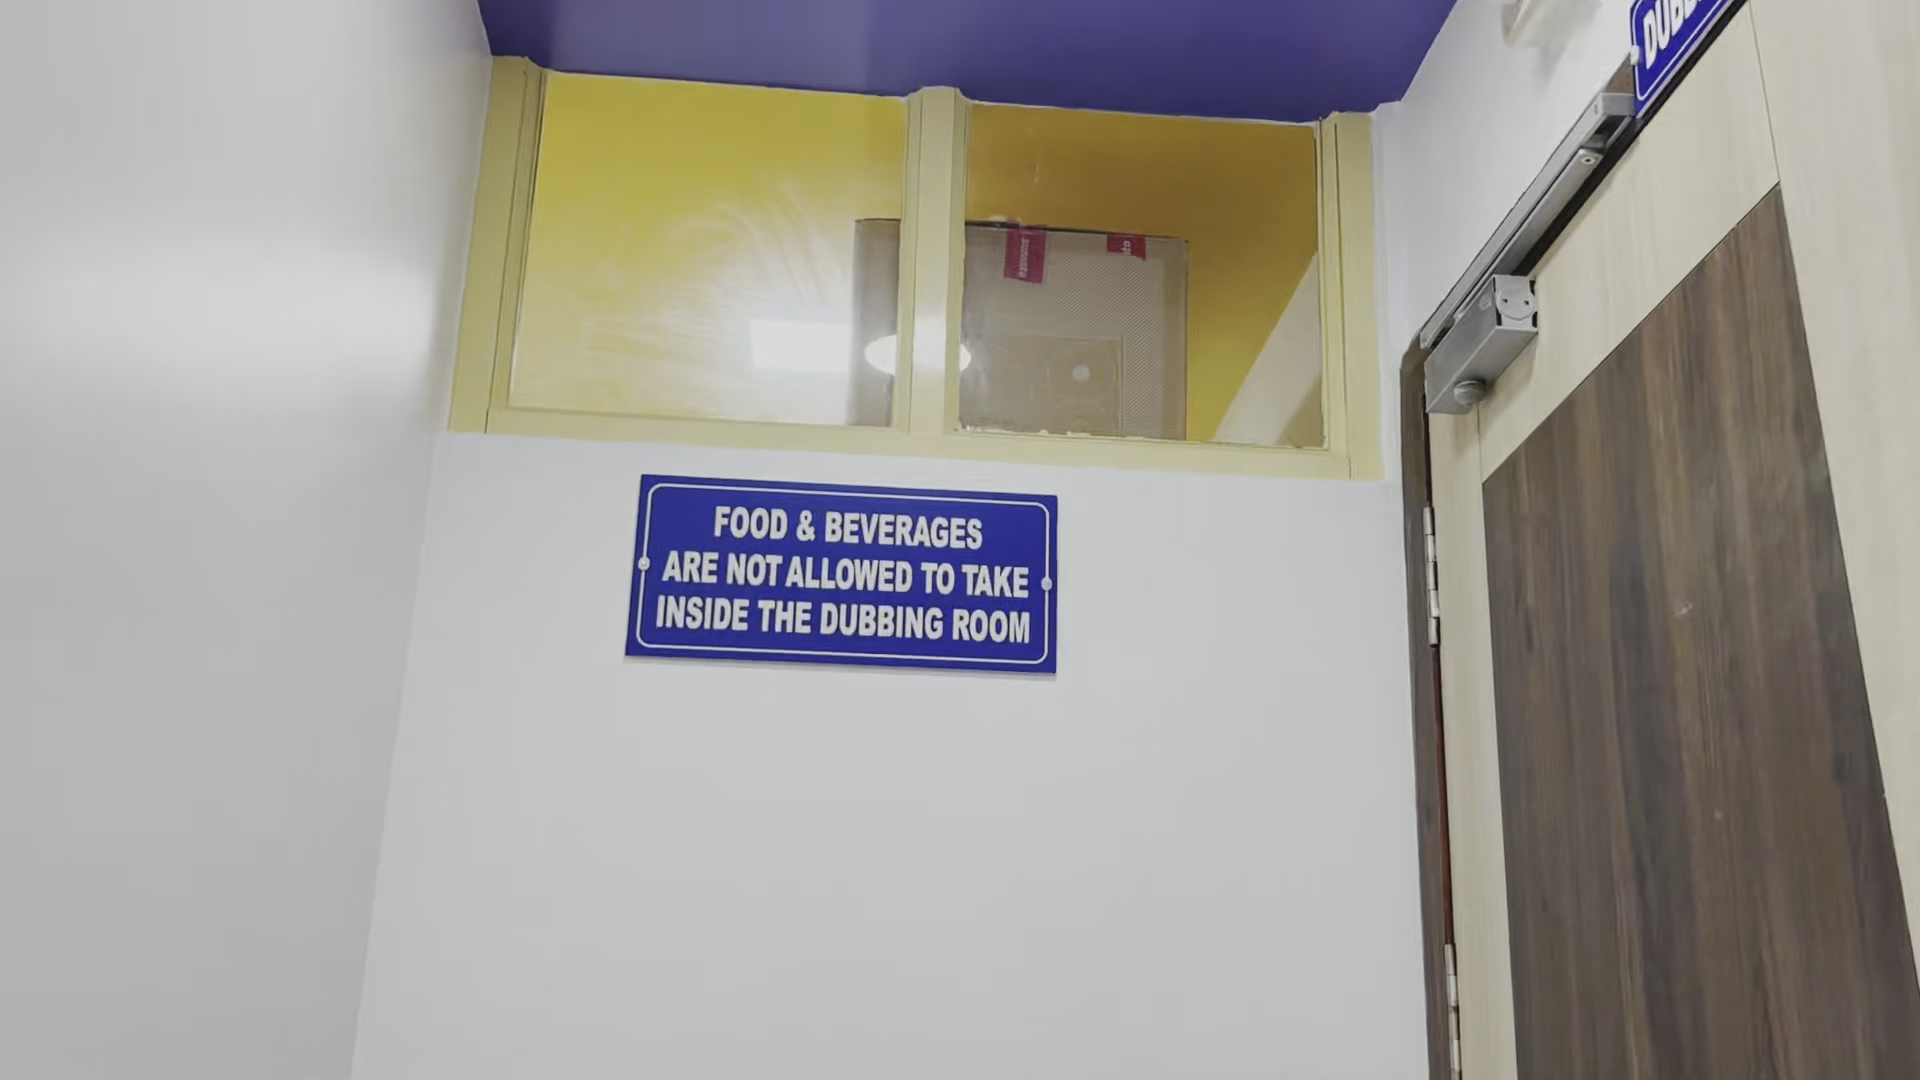 FOOD & BEVERAGES
ARE NOT ALLOWED TO TAKE
INSIDE THE DUBBING ROOM